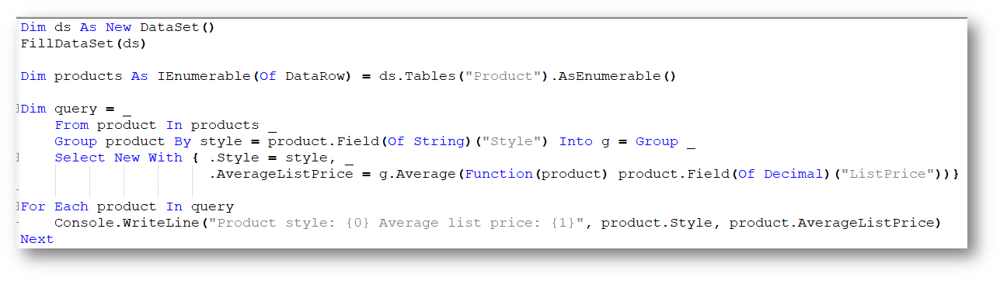 Dim ds As New DataSet()
FillDataSet(ds)
Dim products As IEnumerable(Of DataRow) = ds.Tables("Product").AsEnumerable()
Dim query = _
From product In products _
Group product By style = product.Field(Of String)("Style") Into g = Group _
Select New With { .Style = style, _
.AverageListPrice = g.Average(Function(product) product.Field(Of Decimal)("ListPrice"))}
For Each product In query
Console.WriteLine("Product style: {0} Average list price: {1}", product.Style, product.AverageListPrice)
Next